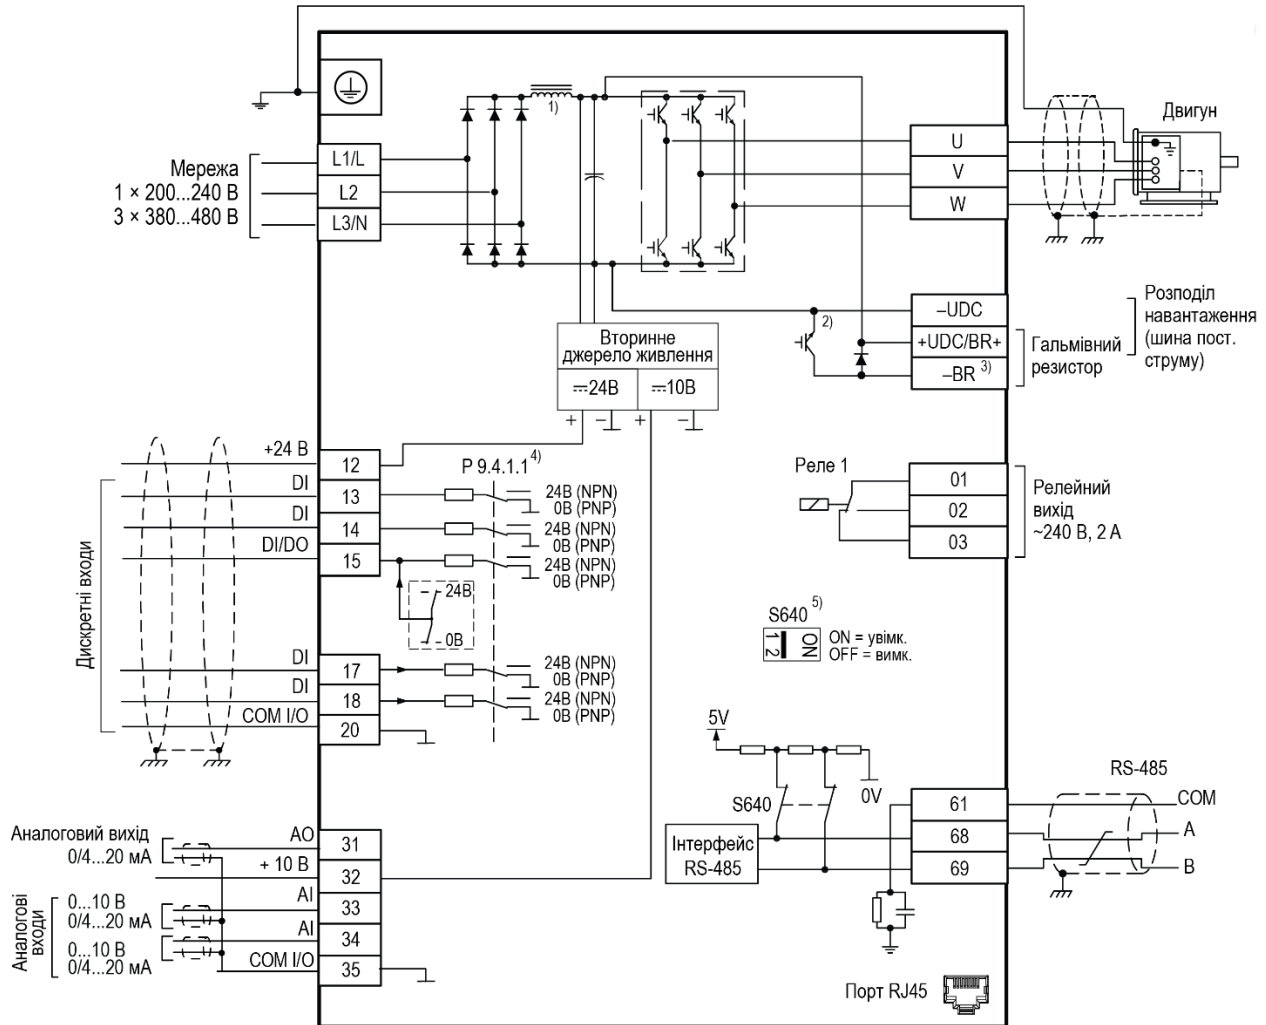 1)
Двигун
Мережа
1 × 200...240 В
3 × 380...480 В
L1/L
L2
L3/N
U
V
W
–UDC
+UDC/BR+
–BR 3)
2)
Гальмівний
резистор
Розподіл
навантаження
(шина пост.
струму)
Вторинне
джерело живлення
24В
10В
+ – + –
+24 В
DI
DI
DI/DO
DI
DI
COM I/O
Дискретні входи
12
13
14
15
17
18
20
P 9.4.1.1 4)
24В (NPN)
0В (PNP)
24В (NPN)
0В (PNP)
24В (NPN)
0В (PNP)
24В
0В
24В (NPN)
0В (PNP)
24В (NPN)
0В (PNP)
Реле 1
01
02
03
Релейний
вихід
~240 В, 2 А
S640 5)
1 2 ON
ON = увімк.
OFF = вимк.
5V
0V
S640
Інтерфейс
RS-485
61
68
69
RS-485
COM
A
B
Аналоговий вихід
0/4...20 мА
AO
+ 10 В
AI
AI
COM I/O
Аналогові
входи
0...10 В
0/4...20 мА
0...10 В
0/4...20 мА
31
32
33
34
35
Порт RJ45